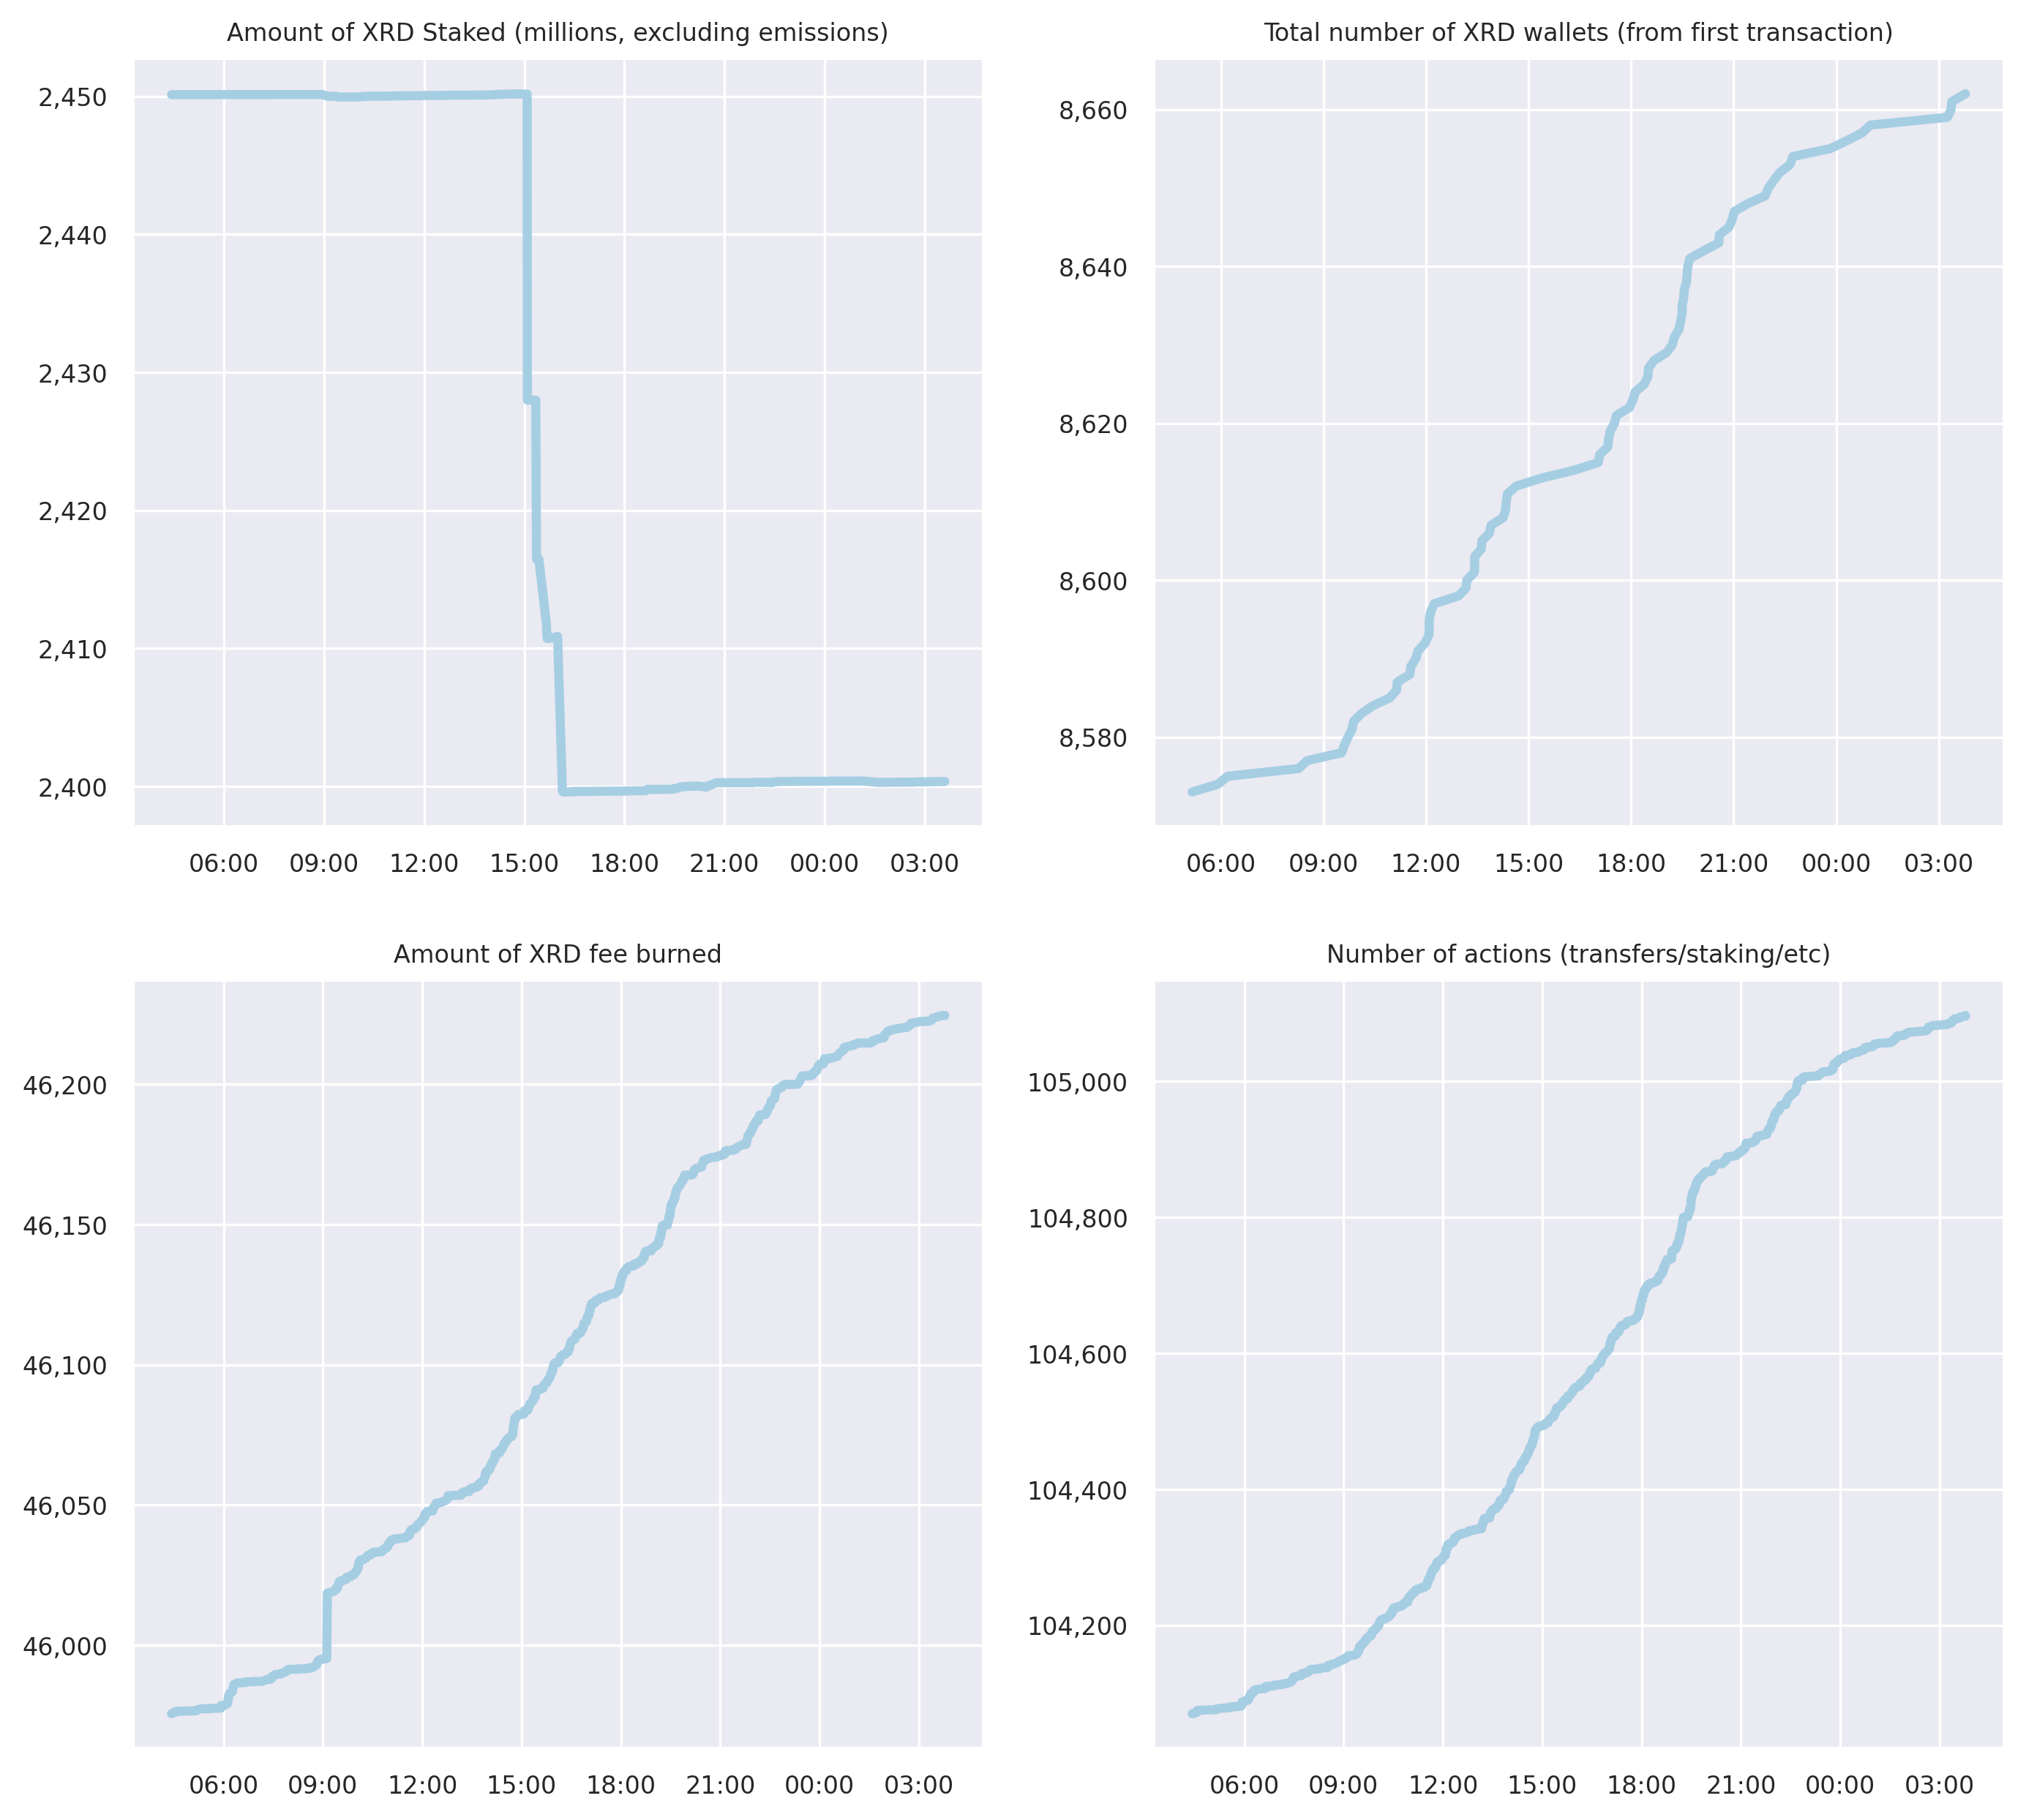 Amount of XRD Staked (millions, excluding emissions)
2,450
2,440
2,430
2,420
2,410
2,400
06:00 09:00 12:00 15:00 18:00 21:00 00:00 03:00
Total number of XRD wallets (from first transaction)
8,660
8,640
8,620
8,600
8,580
06:00 09:00 12:00 15:00 18:00 21:00 00:00 03:00
Amount of XRD fee burned
46,200
46,150
46,100
46,050
46,000
06:00 09:00 12:00 15:00 18:00 21:00 00:00 03:00
Number of actions (transfers/staking/etc)
105,000
104,800
104,600
104,400
104,200
06:00 09:00 12:00 15:00 18:00 21:00 00:00 03:00